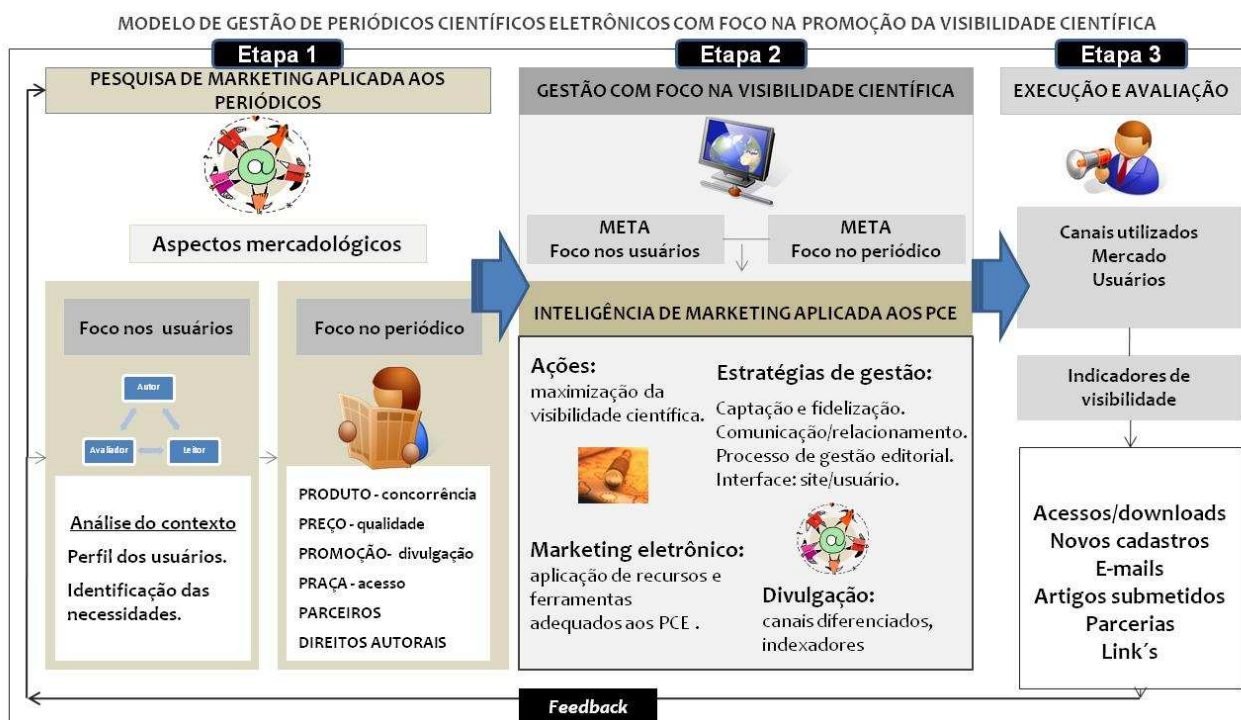 MODELO DE GESTÃO DE PERIÓDICOS CIENTÍFICOS ELETRÔNICOS COM FOCO NA PROMOÇÃO DA VISIBILIDADE CIENTÍFICA
Etapa 1
PESQUISA DE MARKETING APLICADA AOS
PERIÓDICOS
@
Aspectos mercadológicos
Foco nos usuários
Autor
Avaliador
Leitor
Análise do contexto
Perfil dos usuários.
Identificação das
necessidades.
Foco no periódico
PRODUTO - concorrência
PREÇO - qualidade
PROMOÇÃO- divulgação
PRAÇA - acesso
PARCEIROS
DIREITOS AUTORAIS
Etapa 2
GESTÃO COM FOCO NA VISIBILIDADE CIENTÍFICA
META
Foco nos usuários
META
Foco no periódico
INTELIGÊNCIA DE MARKETING APLICADA AOS PCE
Ações:
maximização da
visibilidade científica.
Marketing eletrônico:
aplicação de recursos e
ferramentas
adequados aos PCE .
Estratégias de gestão:
Captação e fidelização.
Comunicação/relacionamento.
Processo de gestão editorial.
Interface: site/usuário.
@
Divulgação:
canais diferenciados,
indexadores
Etapa 3
EXECUÇÃO E AVALIAÇÃO
Canais utilizados
Mercado
Usuários
Indicadores de
visibilidade
Acessos/downloads
Novos cadastros
E-mails
Artigos submetidos
Parcerias
Link´s
Feedback